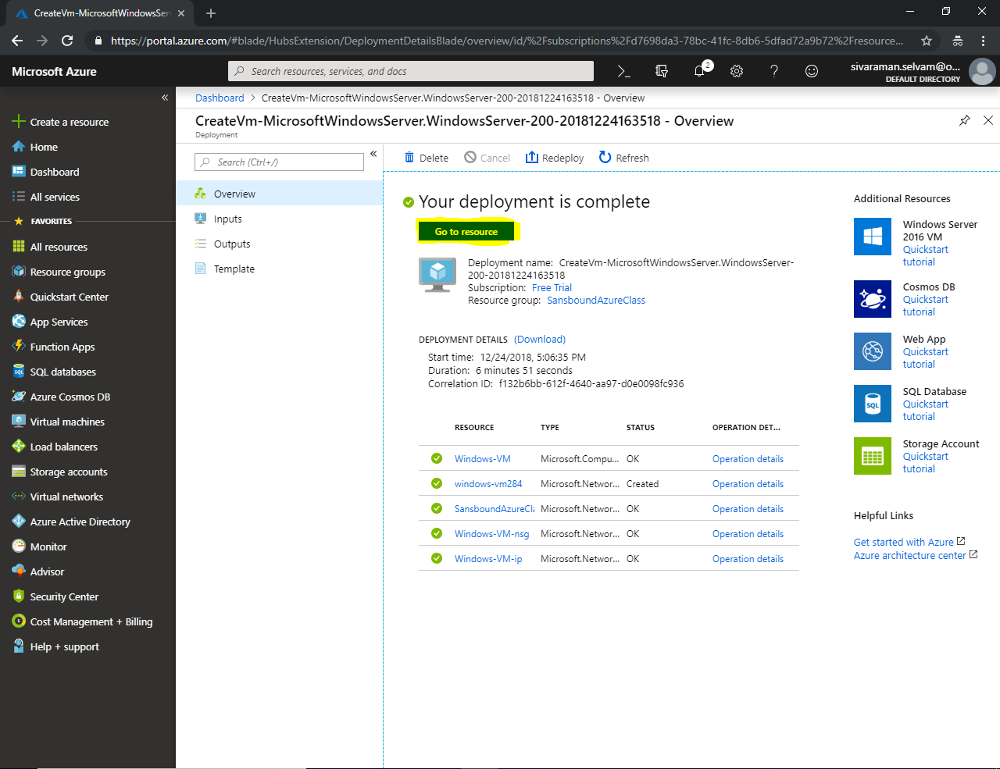 CreateVm-MicrosoftWindowsSer
https://portal.azure.com/#blade/HubsExtension/DeploymentDetailsBlade/overview/id/%2Fsubscriptions%2Fd7698da3-78bc-41fc-8db6-5dfad72a9b72%2Fresource...
Microsoft Azure
Search resources, services, and docs
2
sivaraman.selvam@o...
DEFAULT DIRECTORY
Create a resource
Home
Dashboard
All services
FAVORITES
All resources
Resource groups
Quickstart Center
App Services
Function Apps
SQL databases
Azure Cosmos DB
Virtual machines
Load balancers
Storage accounts
Virtual networks
Azure Active Directory
Monitor
Advisor
Security Center
Cost Management + Billing
Help + support
Dashboard > CreateVm-MicrosoftWindowsServer.WindowsServer-200-20181224163518 - Overview
CreateVm-MicrosoftWindowsServer.WindowsServer-200-20181224163518 - Overview
Deployment
Search (Ctrl+/)
Overview
Inputs
Outputs
Template
Delete Cancel Redeploy Refresh
Your deployment is complete
Go to resource
Deployment name: CreateVm-MicrosoftWindowsServer.WindowsServer-
200-20181224163518
Subscription: Free Trial
Resource group: SansboundAzureClass
DEPLOYMENT DETAILS (Download)
Start time: 12/24/2018, 5:06:35 PM
Duration: 6 minutes 51 seconds
Correlation ID: f132b6bb-612f-4640-aa97-d0e0098fc936
RESOURCE TYPE STATUS OPERATION DET...
Windows-VM Microsoft.Compu... OK Operation details
windows-vm284 Microsoft.Networ... Created Operation details
SansboundAzureCla Microsoft.Networ... OK Operation details
Windows-VM-nsg Microsoft.Networ... OK Operation details
Windows-VM-ip Microsoft.Networ... OK Operation details
Additional Resources
Windows Server
2016 VM
Quickstart
tutorial
Cosmos DB
Quickstart
tutorial
Web App
Quickstart
tutorial
SQL
SQL Database
Quickstart
tutorial
Storage Account
Quickstart
tutorial
Helpful Links
Get started with Azure
Azure architecture center